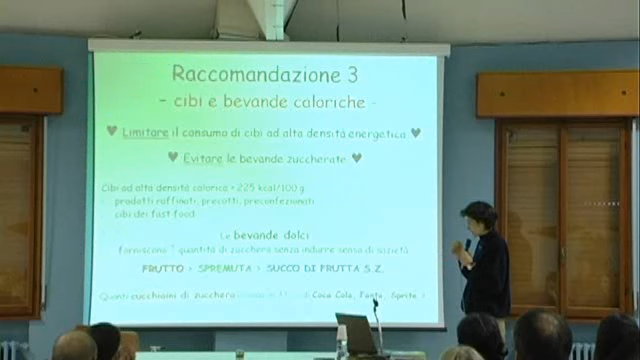 Raccomandazione 3
- cibi e bevande caloriche -
♥ Limitare il consumo di cibi ad alta densità energetica ♥
♥ Evitare le bevande zuccherate ♥
Cibi ad alta densità calorica > 225 kcal/100 g
prodotti raffinati, precotti, preconfezionati
cibi dei fast food
Le bevande dolci
forniscono ↑ quantità di zucchero senza indurre senso di sazietà
FRUTTO > SPREMUTA > SUCCO DI FRUTTA S.Z.
Quanti cucchiaini di zucchero di Coca Cola, Fanta, Sprite